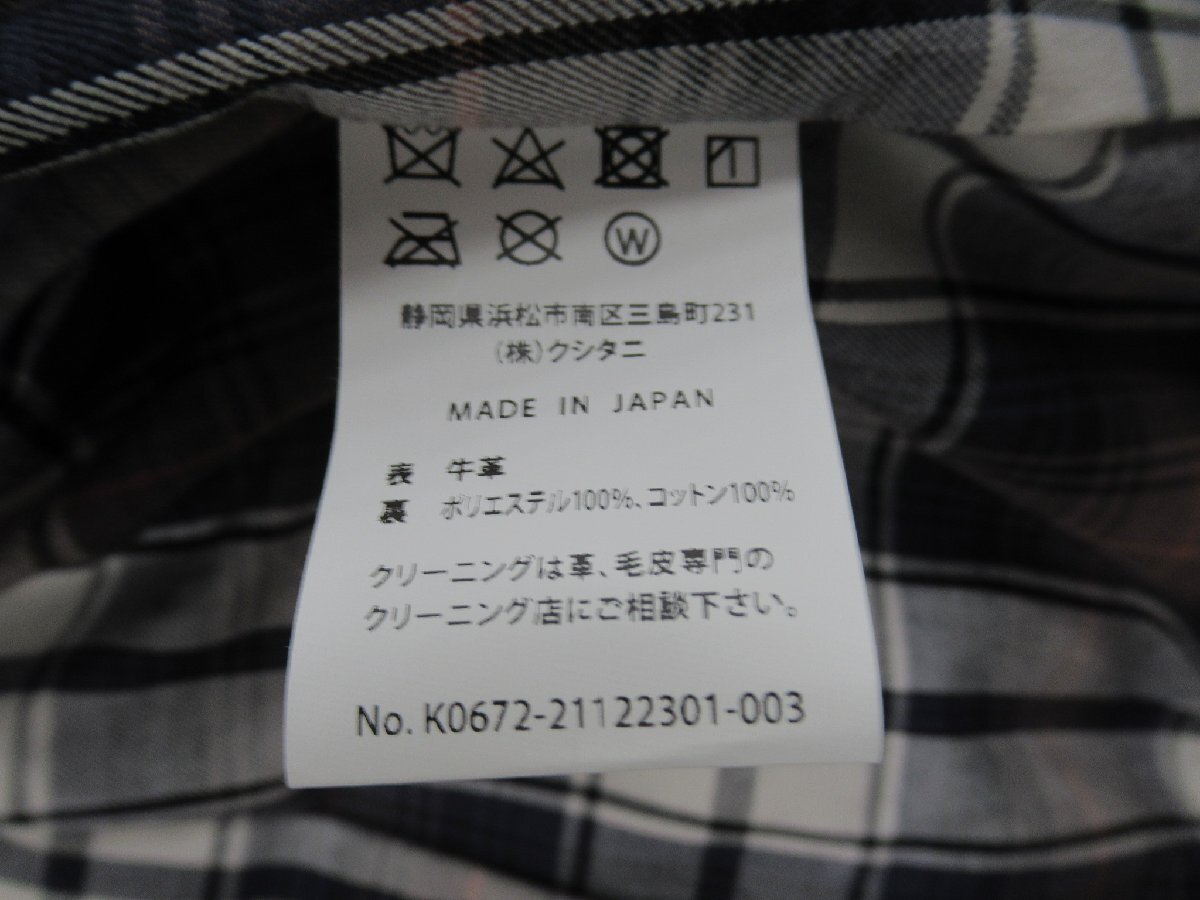 W
静岡県浜松市南区三島町231
(株)クシタニ
MADE IN JAPAN
表 牛革
裏 ポリエステル100%、コットン100%
クリーニングは革、毛皮専門の
クリーニング店にご相談下さい。
No. K0672-21122301-003